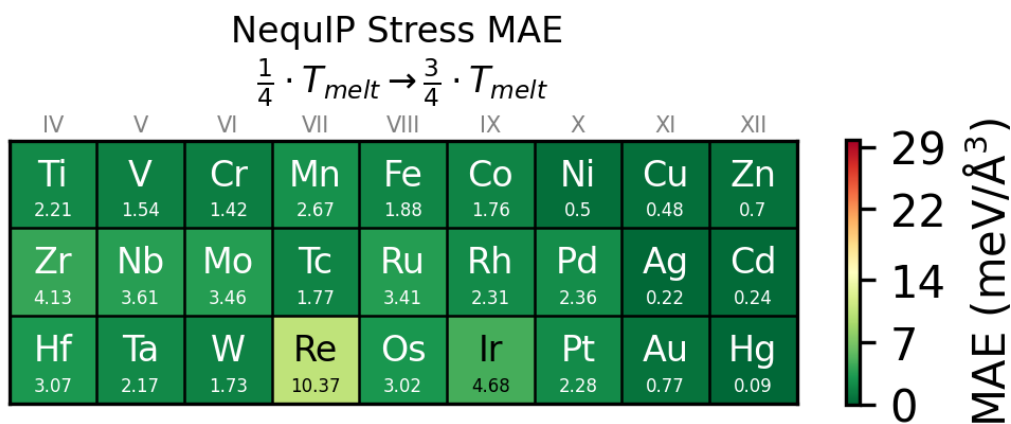 NequIP Stress MAE
1/4 · T_melt → 3/4 · T_melt
IV V VI VII VIII IX X XI XII
Ti V Cr Mn Fe Co Ni Cu Zn
2.21 1.54 1.42 2.67 1.88 1.76 0.5 0.48 0.7
Zr Nb Mo Tc Ru Rh Pd Ag Cd
4.13 3.61 3.46 1.77 3.41 2.31 2.36 0.22 0.24
Hf Ta W Re Os Ir Pt Au Hg
3.07 2.17 1.73 10.37 3.02 4.68 2.28 0.77 0.09
29
22
14
7
0
MAE (meV/Å³)